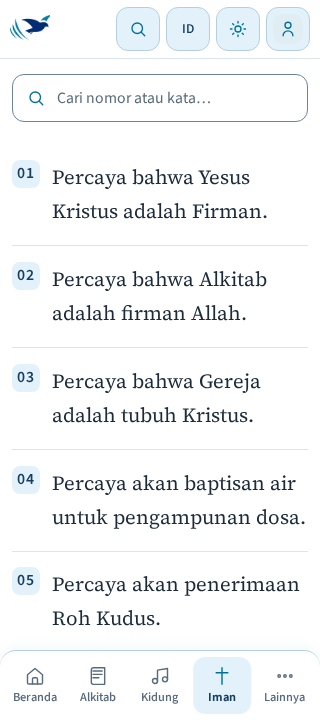 ID
Cari nomor atau kata...
01
Percaya bahwa Yesus
Kristus adalah Firman.
02
Percaya bahwa Alkitab
adalah firman Allah.
03
Percaya bahwa Gereja
adalah tubuh Kristus.
04
Percaya akan baptisan air
untuk pengampunan dosa.
05
Percaya akan penerimaan
Roh Kudus.
Beranda
Alkitab
Kidung
Iman
Lainnya